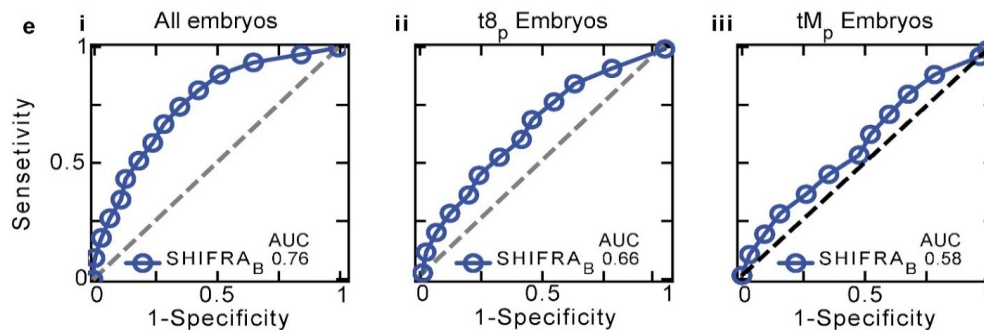 e i All embryos ii t8p Embryos iii tMp Embryos
Sensetivity
1
0.5
0
AUC
SHIFRAB 0.76
AUC
SHIFRAB 0.66
AUC
SHIFRAB 0.58
0 0.5 1 0 0.5 1 0 0.5 1
1-Specificity 1-Specificity 1-Specificity